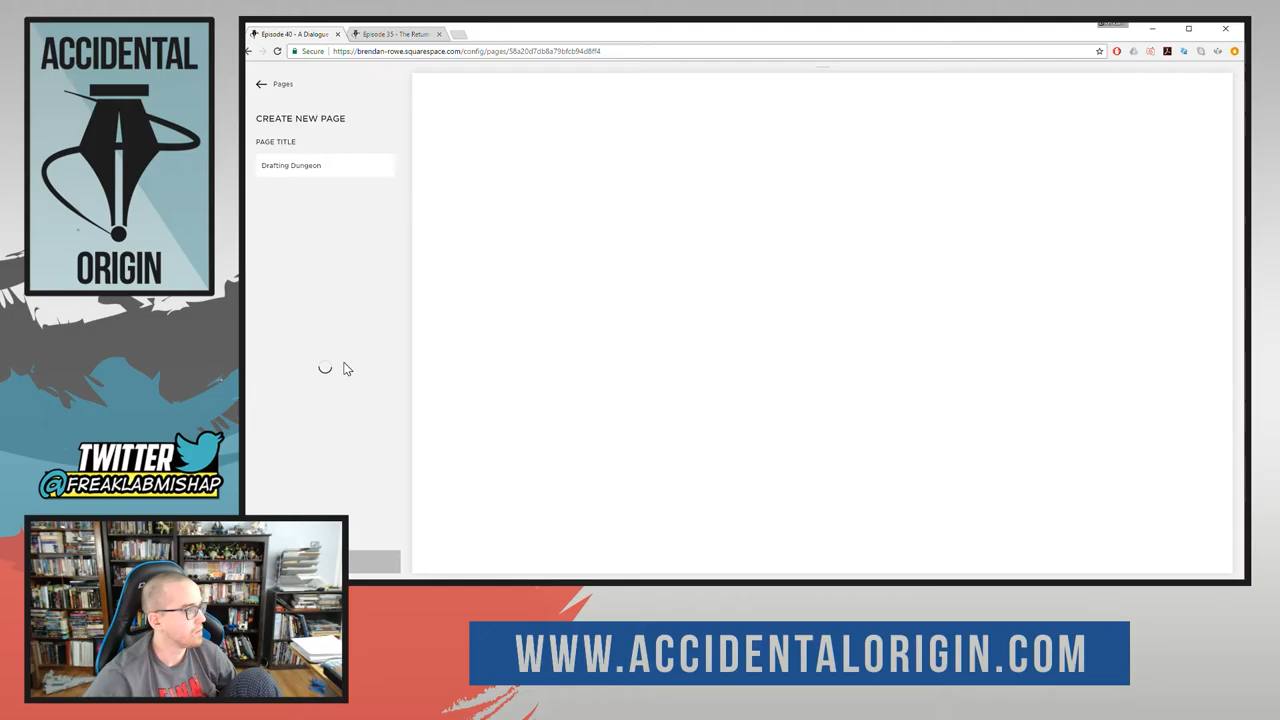 ACCIDENTAL
ORIGIN
Episode 40 - A Dialogue
Episode 35 - The Return
Secure
https://brendan-rowe.squarespace.com/config/pages/58a20d7db8a79bfcb94d8ff4
Pages
CREATE NEW PAGE
PAGE TITLE
Drafting Dungeon
TWITTER
@FREAKLABMISHAP
WWW.ACCIDENTALORIGIN.COM